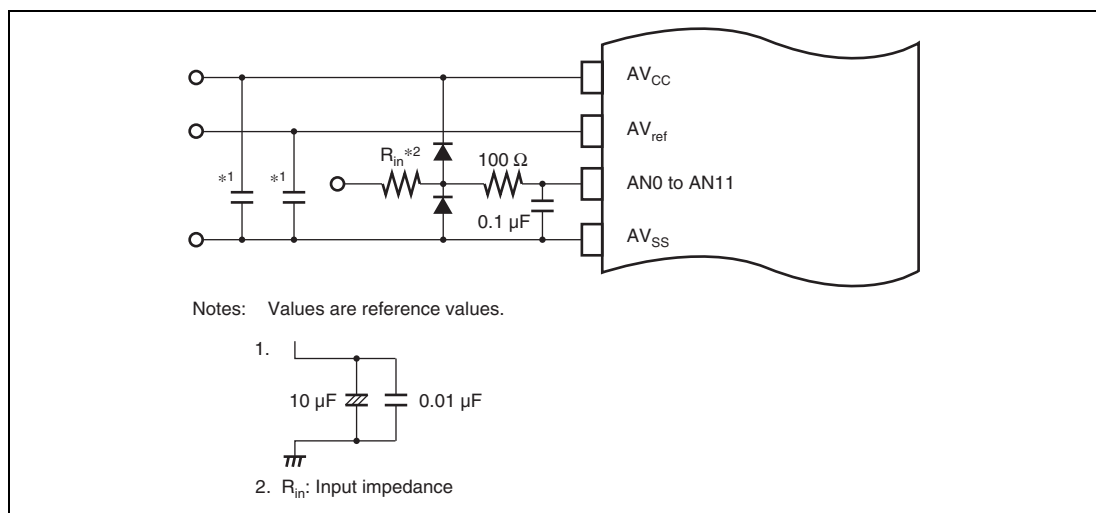 AVCC
AVref
Rin*2
100 Ω
*1
*1
AN0 to AN11
0.1 µF
AVSS
Notes: Values are reference values.
1.
10 µF
0.01 µF
2. Rin: Input impedance